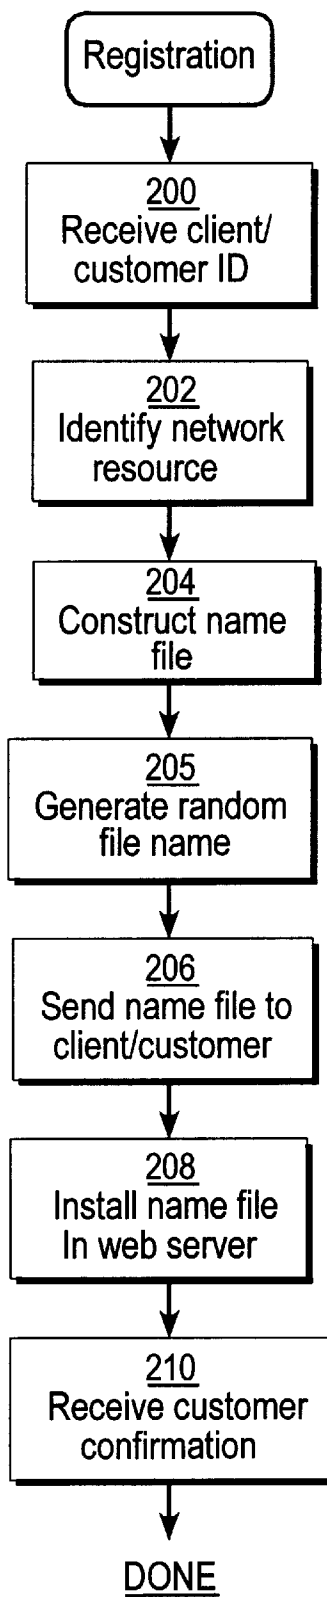 Registration
200
Receive client/
customer ID
202
Identify network
resource
204
Construct name
file
205
Generate random
file name
206
Send name file to
client/customer
208
Install name file
In web server
210
Receive customer
confirmation
DONE